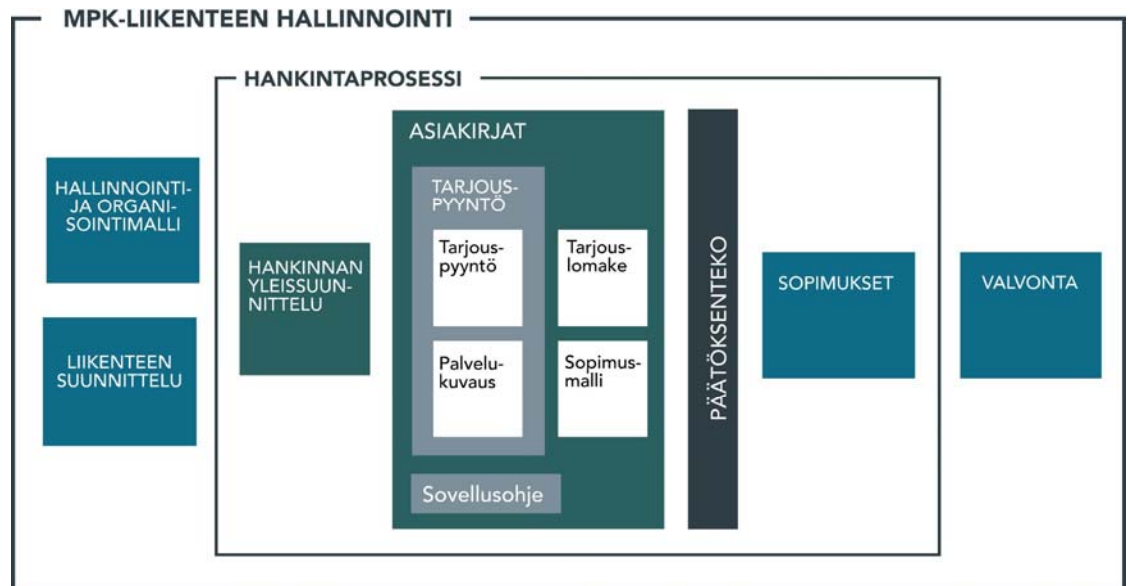 MPK-LIIKENTEEN HALLINNOINTI
HANKINTAPROSESSI
HALLINNOINTI-
JA ORGANI-
SOINTIMALLI
LIIKENTEEN
SUUNNITTELU
HANKINNAN
YLEISSUUN-
NITTELU
ASIAKIRJAT
TARJOUS-
PYYNTÖ
Tarjous-
pyyntö
Palvelu-
kuvaus
Tarjous-
lomake
Sopimus-
malli
Sovellusohje
PÄÄTÖKSENTEKO
SOPIMUKSET
VALVONTA